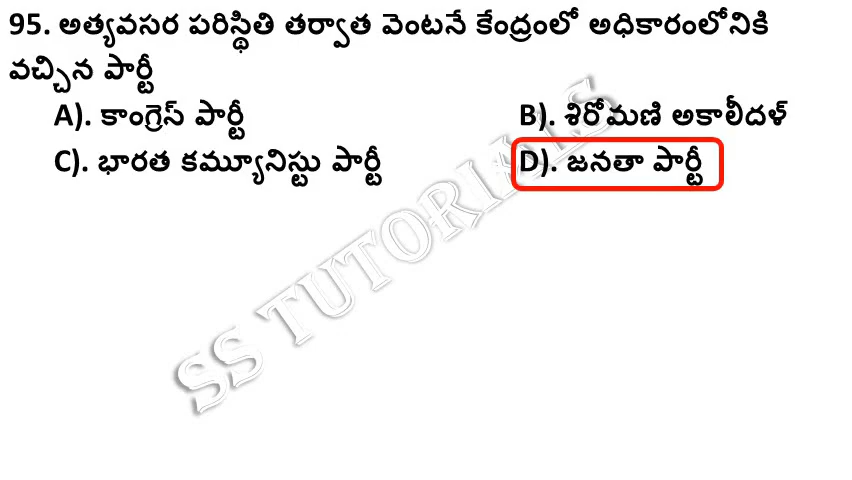 95. అత్యవసర పరిస్థితి తర్వాత వెంటనే కేంద్రంలో అధికారంలోనికి
వచ్చిన పార్టీ
A). కాంగ్రెస్ పార్టీ B). శిరోమణి అకాలీదళ్
C). భారత కమ్యూనిస్టు పార్టీ D). జనతా పార్టీ
SS TUTORIALS